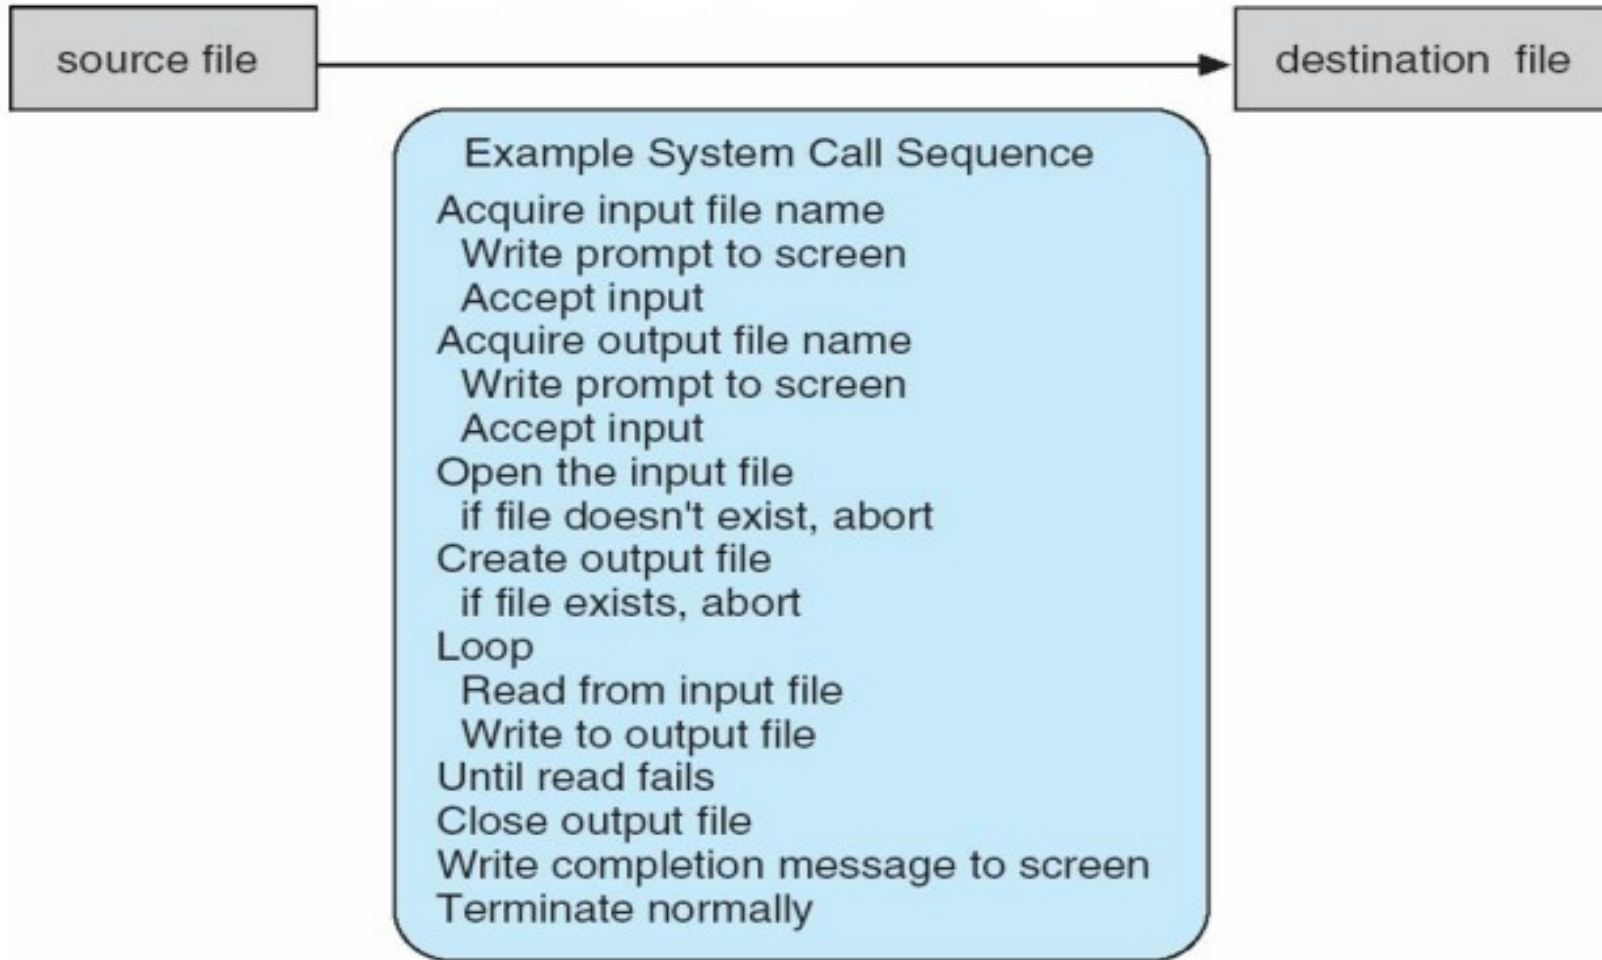 source file
destination file
Example System Call Sequence
Acquire input file name
Write prompt to screen
Accept input
Acquire output file name
Write prompt to screen
Accept input
Open the input file
if file doesn't exist, abort
Create output file
if file exists, abort
Loop
Read from input file
Write to output file
Until read fails
Close output file
Write completion message to screen
Terminate normally